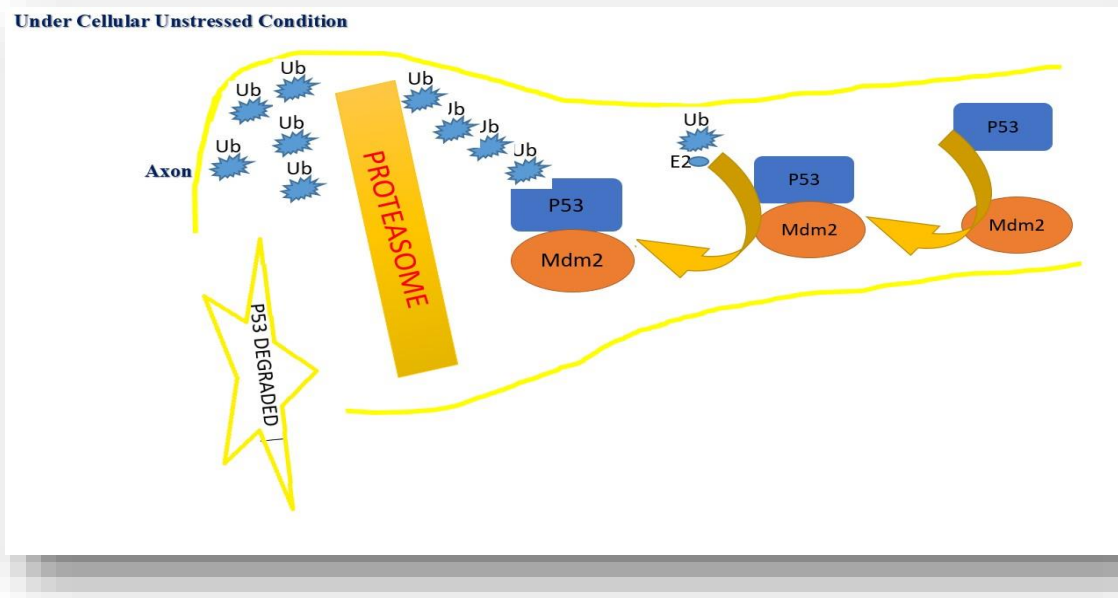 Under Cellular Unstressed Condition
Ub
Ub
Ub
Ub
Ub
Ub
Jb
Jb
Ub
Ub
E2
P53
P53
P53
Mdm2
Mdm2
Mdm2
Axon
PROTEASOME
P53 DEGRADED